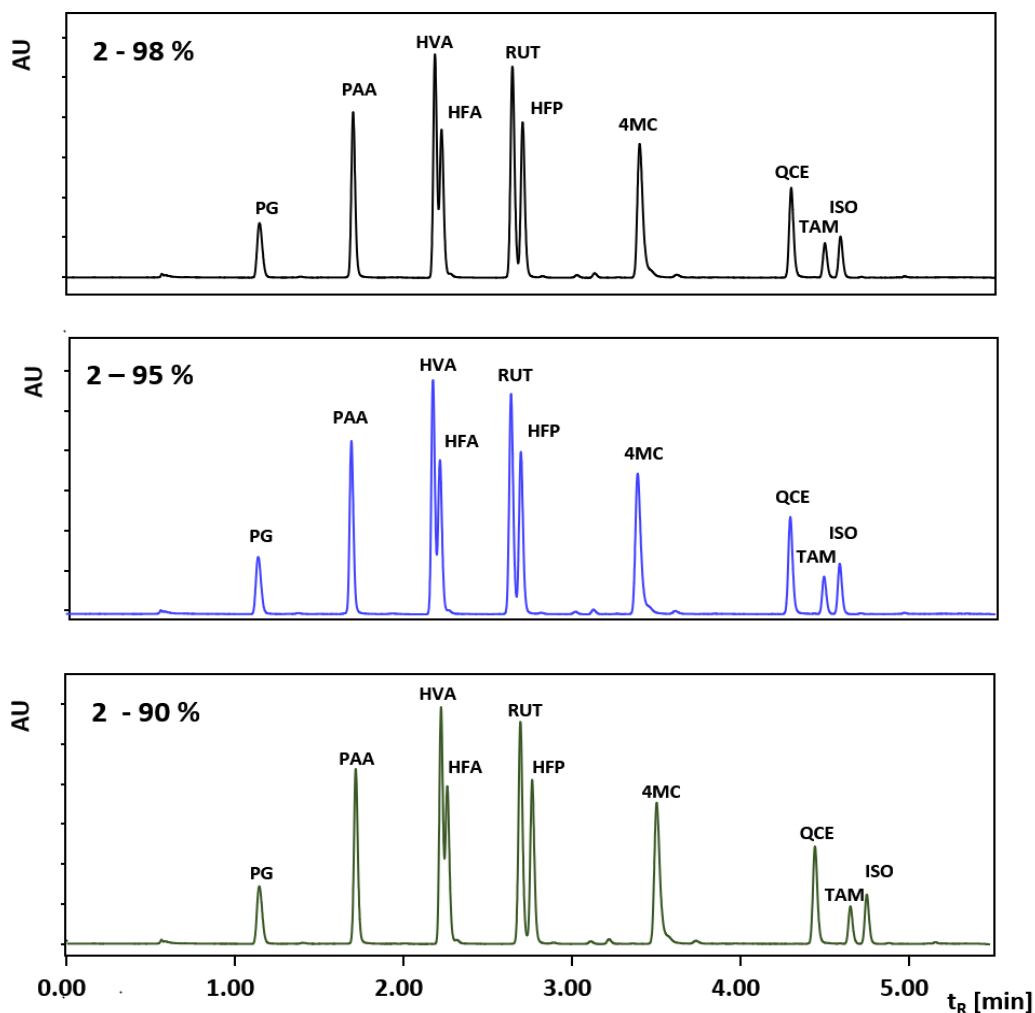 AU
2 - 98 %
PG
PAA
HVA
HFA
RUT
HFP
4MC
QCE
TAM
ISO
AU
2 – 95 %
PG
PAA
HVA
HFA
RUT
HFP
4MC
QCE
TAM
ISO
AU
2 - 90 %
PG
PAA
HVA
HFA
RUT
HFP
4MC
QCE
TAM
ISO
0.00 1.00 2.00 3.00 4.00 5.00 tR [min]